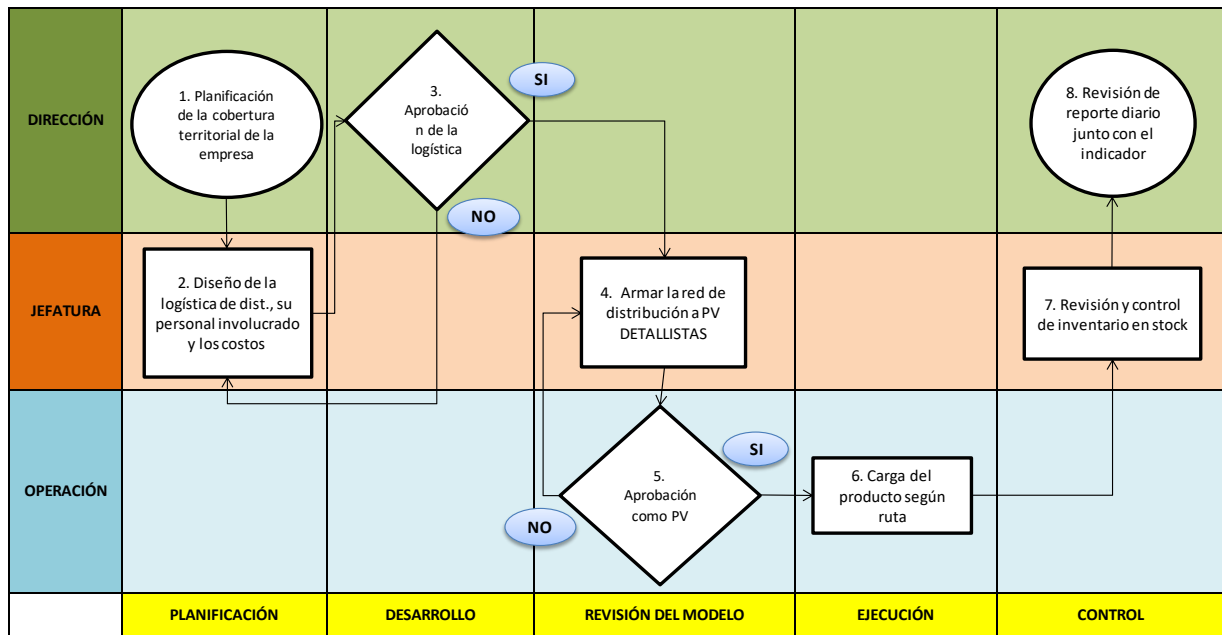 DIRECCIÓN
1. Planificación
de la cobertura
territorial de la
empresa
3.
Aprobació
n de la
logística
SI
NO
8. Revisión de
reporte diario
junto con el
indicador
JEFATURA
2. Diseño de la
logística de dist., su
personal involucrado
y los costos
4. Armar la red de
distribución a PV
DETALLISTAS
7. Revisión y control
de inventario en stock
OPERACIÓN
5.
Aprobación
como PV
SI
NO
6. Carga del
producto según
ruta
PLANIFICACIÓN
DESARROLLO
REVISIÓN DEL MODELO
EJECUCIÓN
CONTROL